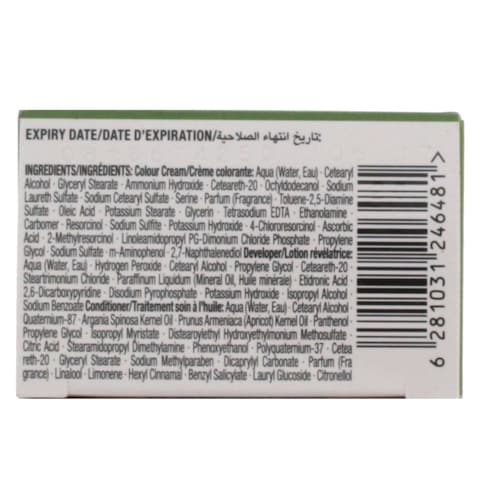 EXPIRY DATE/DATE D'EXPIRATION/تاريخ انتهاء الصلاحية:
INGREDIENTS/INGRÉDIENTS: Colour Cream/Crème colorante: Aqua (Water, Eau) · Cetearyl
Alcohol · Glyceryl Stearate · Ammonium Hydroxide · Ceteareth-20 · Octyldodecanol · Sodium
Laureth Sulfate · Sodium Cetearyl Sulfate · Serine · Parfum (Fragrance) · Toluene-2,5-Diamine
Sulfate · Oleic Acid · Potassium Stearate · Glycerin · Tetrasodium EDTA · Ethanolamine ·
Carbomer · Resorcinol · Sodium Sulfite · Potassium Hydroxide · 4-Chlororesorcinol · Ascorbic
Acid · 2-Methylresorcinol · Linoleamidopropyl PG-Dimonium Chloride Phosphate · Propylene
Glycol · Sodium Sulfate · m-Aminophenol · 2,7-Naphthalenediol Developer/Lotion révélatrice:
Aqua (Water, Eau) · Hydrogen Peroxide · Cetearyl Alcohol · Propylene Glycol · Ceteareth-20 ·
Steartrimonium Chloride · Paraffinum Liquidum (Mineral Oil, Huile minérale) · Etidronic Acid ·
2,6-Dicarboxypyridine · Disodium Pyrophosphate · Potassium Hydroxide · Isopropyl Alcohol ·
Sodium Benzoate Conditioner/Traitement soin à l'huile: Aqua (Water, Eau) · Cetearyl Alcohol ·
Quaternium-87 · Argania Spinosa Kernel Oil · Prunus Armeniaca (Apricot) Kernel Oil · Panthenol ·
Propylene Glycol · Isopropyl Myristate · Distearoylethyl Hydroxyethylmonium Methosulfate ·
Citric Acid · Stearamidopropyl Dimethylamine · Phenoxyethanol · Polyquaternium-37 · Cetea
reth-20 · Glyceryl Stearate · Sodium Methylparaben · Dicaprylyl Carbonate · Parfum (Fra
grance) · Linalool · Limonene · Hexyl Cinnamal · Benzyl Salicylate · Lauryl Glucoside · Citronellol
6 281031 246481 >